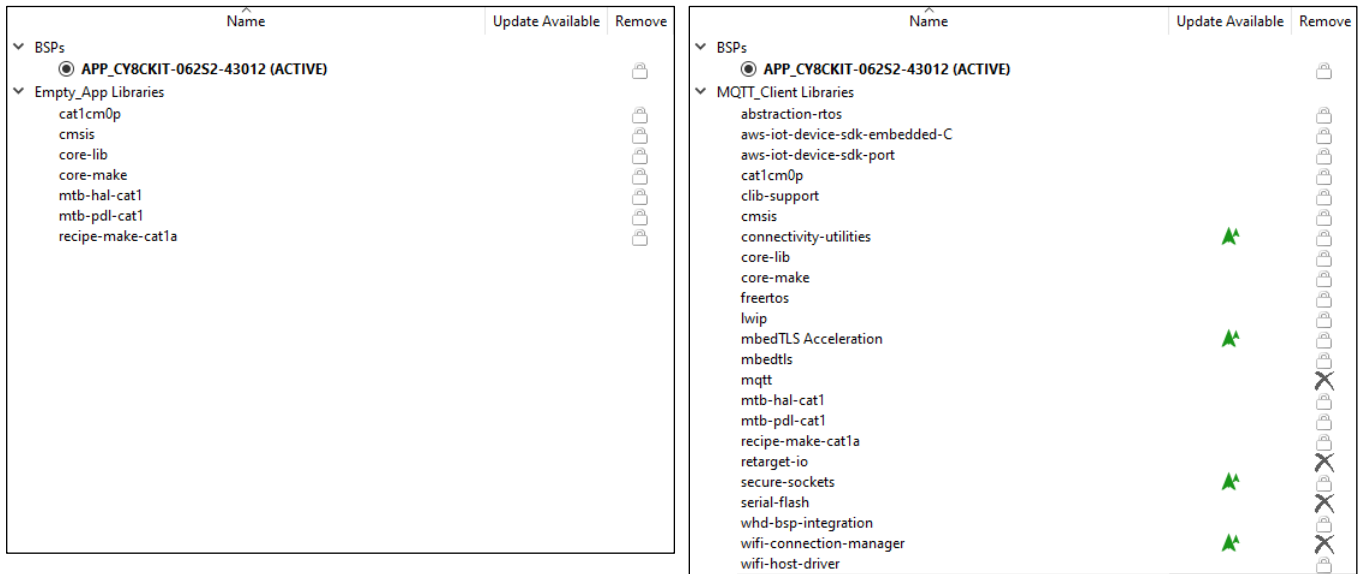 Name Update Available Remove
BSPs
APP_CY8CKIT-062S2-43012 (ACTIVE)
Empty_App Libraries
cat1cm0p
cmsis
core-lib
core-make
mtb-hal-cat1
mtb-pdl-cat1
recipe-make-cat1a
Name Update Available Remove
BSPs
APP_CY8CKIT-062S2-43012 (ACTIVE)
MQTT_Client Libraries
abstraction-rtos
aws-iot-device-sdk-embedded-C
aws-iot-device-sdk-port
cat1cm0p
clib-support
cmsis
connectivity-utilities
core-lib
core-make
freertos
lwip
mbedTLS Acceleration
mbedtls
mqtt
mtb-hal-cat1
mtb-pdl-cat1
recipe-make-cat1a
retarget-io
secure-sockets
serial-flash
whd-bsp-integration
wifi-connection-manager
wifi-host-driver